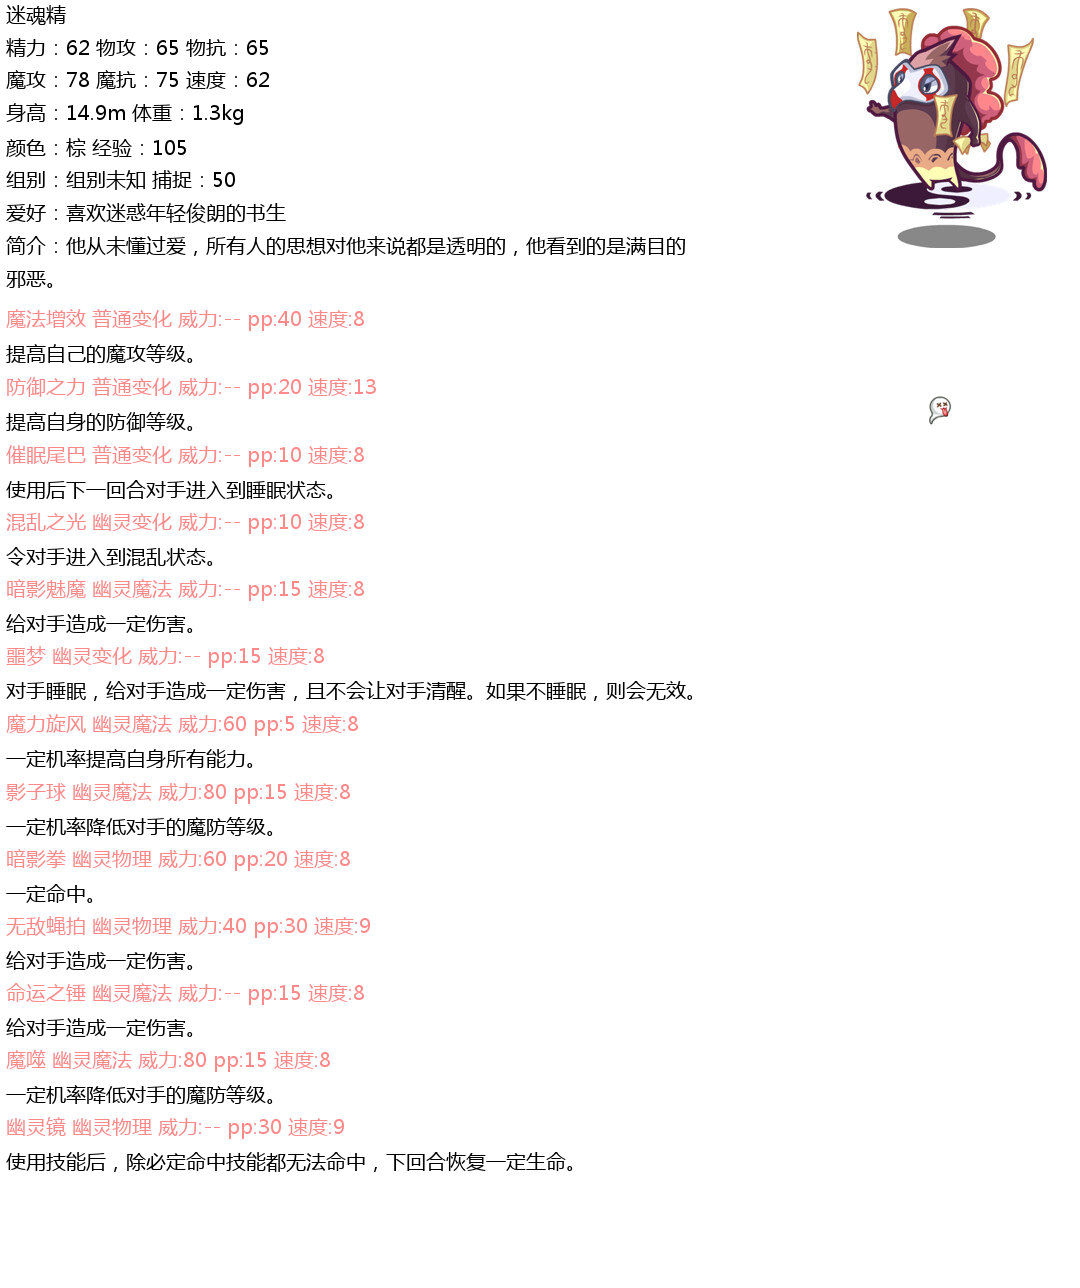 迷魂精
精力：62 物攻：65 物抗：65
魔攻：78 魔抗：75 速度：62
身高：14.9m 体重：1.3kg
颜色：棕 经验：105
组别：组别未知 捕捉：50
爱好：喜欢迷惑年轻俊朗的书生
简介：他从未懂过爱，所有人的思想对他来说都是透明的，他看到的是满目的
邪恶。
魔法增效 普通变化 威力:-- pp:40 速度:8
提高自己的魔攻等级。
防御之力 普通变化 威力:-- pp:20 速度:13
提高自身的防御等级。
催眠尾巴 普通变化 威力:-- pp:10 速度:8
使用后下一回合对手进入到睡眠状态。
混乱之光 幽灵变化 威力:-- pp:10 速度:8
令对手进入到混乱状态。
暗影魅魔 幽灵魔法 威力:-- pp:15 速度:8
给对手造成一定伤害。
噩梦 幽灵变化 威力:-- pp:15 速度:8
对手睡眠，给对手造成一定伤害，且不会让对手清醒。如果不睡眠，则会无效。
魔力旋风 幽灵魔法 威力:60 pp:5 速度:8
一定机率提高自身所有能力。
影子球 幽灵魔法 威力:80 pp:15 速度:8
一定机率降低对手的魔防等级。
暗影拳 幽灵物理 威力:60 pp:20 速度:8
一定命中。
无敌蝇拍 幽灵物理 威力:40 pp:30 速度:9
给对手造成一定伤害。
命运之锤 幽灵魔法 威力:-- pp:15 速度:8
给对手造成一定伤害。
魔噬 幽灵魔法 威力:80 pp:15 速度:8
一定机率降低对手的魔防等级。
幽灵镜 幽灵物理 威力:-- pp:30 速度:9
使用技能后，除必定命中技能都无法命中，下回合恢复一定生命。